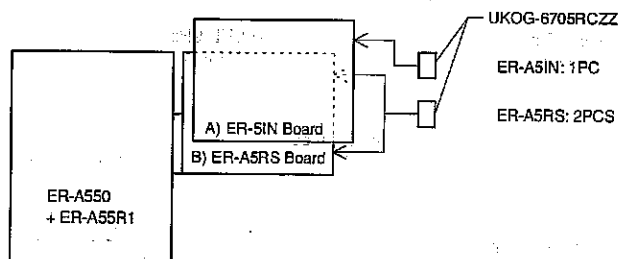 UKOG-6705RCZZ
ER-A5IN: 1PC
ER-A5RS: 2PCS
A) ER-5IN Board
B) ER-A5RS Board
ER-A550
+ ER-A55R1